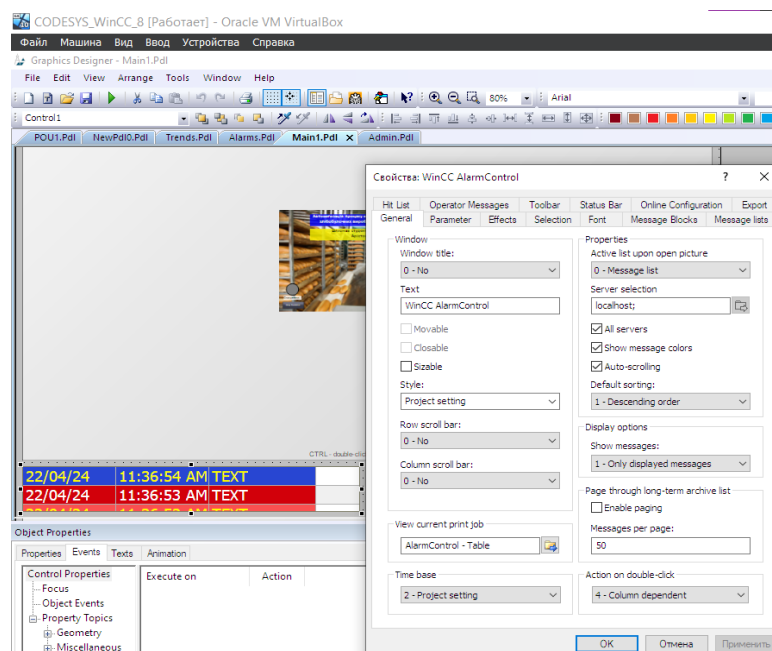 CODESYS_WinCC_8 [Работает] - Oracle VM VirtualBox
Файл Машина Вид Ввод Устройства Справка
Graphics Designer - Main1.Pdl
File Edit View Arrange Tools Window Help
80% Arial
Control1
POU1.Pdl NewPdl0.Pdl Trends.Pdl Alarms.Pdl Main1.Pdl X Admin.Pdl
CTRL - double-clic
22/04/24 11:36:54 AM TEXT
22/04/24 11:36:53 AM TEXT
Object Properties
Properties Events Texts Animation
Control Properties
Focus
Object Events
Property Topics
Geometry
Miscellaneous
Execute on Action
Свойства: WinCC AlarmControl ? X
Hit List Operator Messages Toolbar Status Bar Online Configuration Export
General Parameter Effects Selection Font Message Blocks Message lists
Window
Window title:
0 - No
Text
WinCC AlarmControl
Movable
Closable
Sizable
Style:
Project setting
Row scroll bar:
0 - No
Column scroll bar:
0 - No
View current print job
AlarmControl - Table
Time base
2 - Project setting
Properties
Active list upon open picture
0 - Message list
Server selection
localhost;
All servers
Show message colors
Auto-scrolling
Default sorting:
1 - Descending order
Display options
Show messages:
1 - Only displayed messages
Page through long-term archive list
Enable paging
Messages per page:
50
Action on double-click
4 - Column dependent
OK Отмена Применить